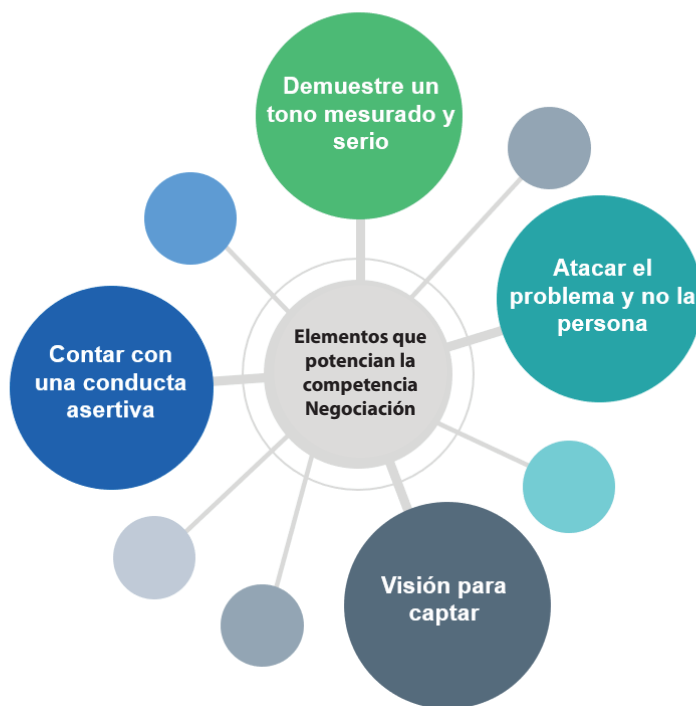 Demuestre un
tono mesurado y
serio
Atacar el
problema y no la
persona
Elementos que
potencian la
competencia
Negociación
Contar con
una conducta
asertiva
Visión para
captar